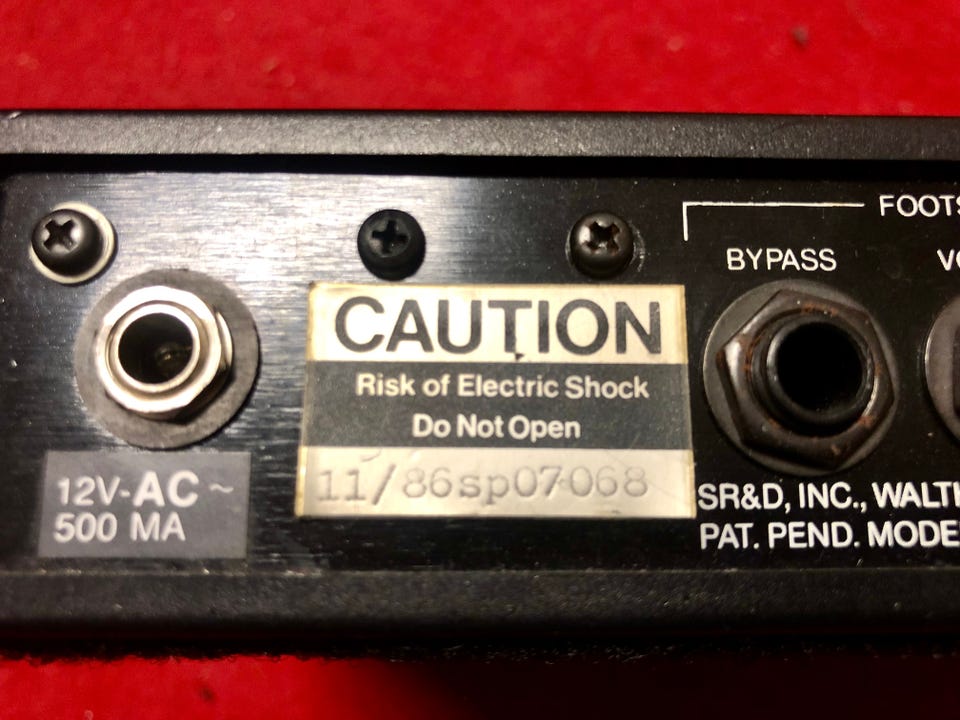 FOOTS
BYPASS
VO
CAUTION
Risk of Electric Shock
Do Not Open
11/86sp07068
12V-AC~
500 MA
SR&D, INC., WALTH
PAT. PEND. MODE